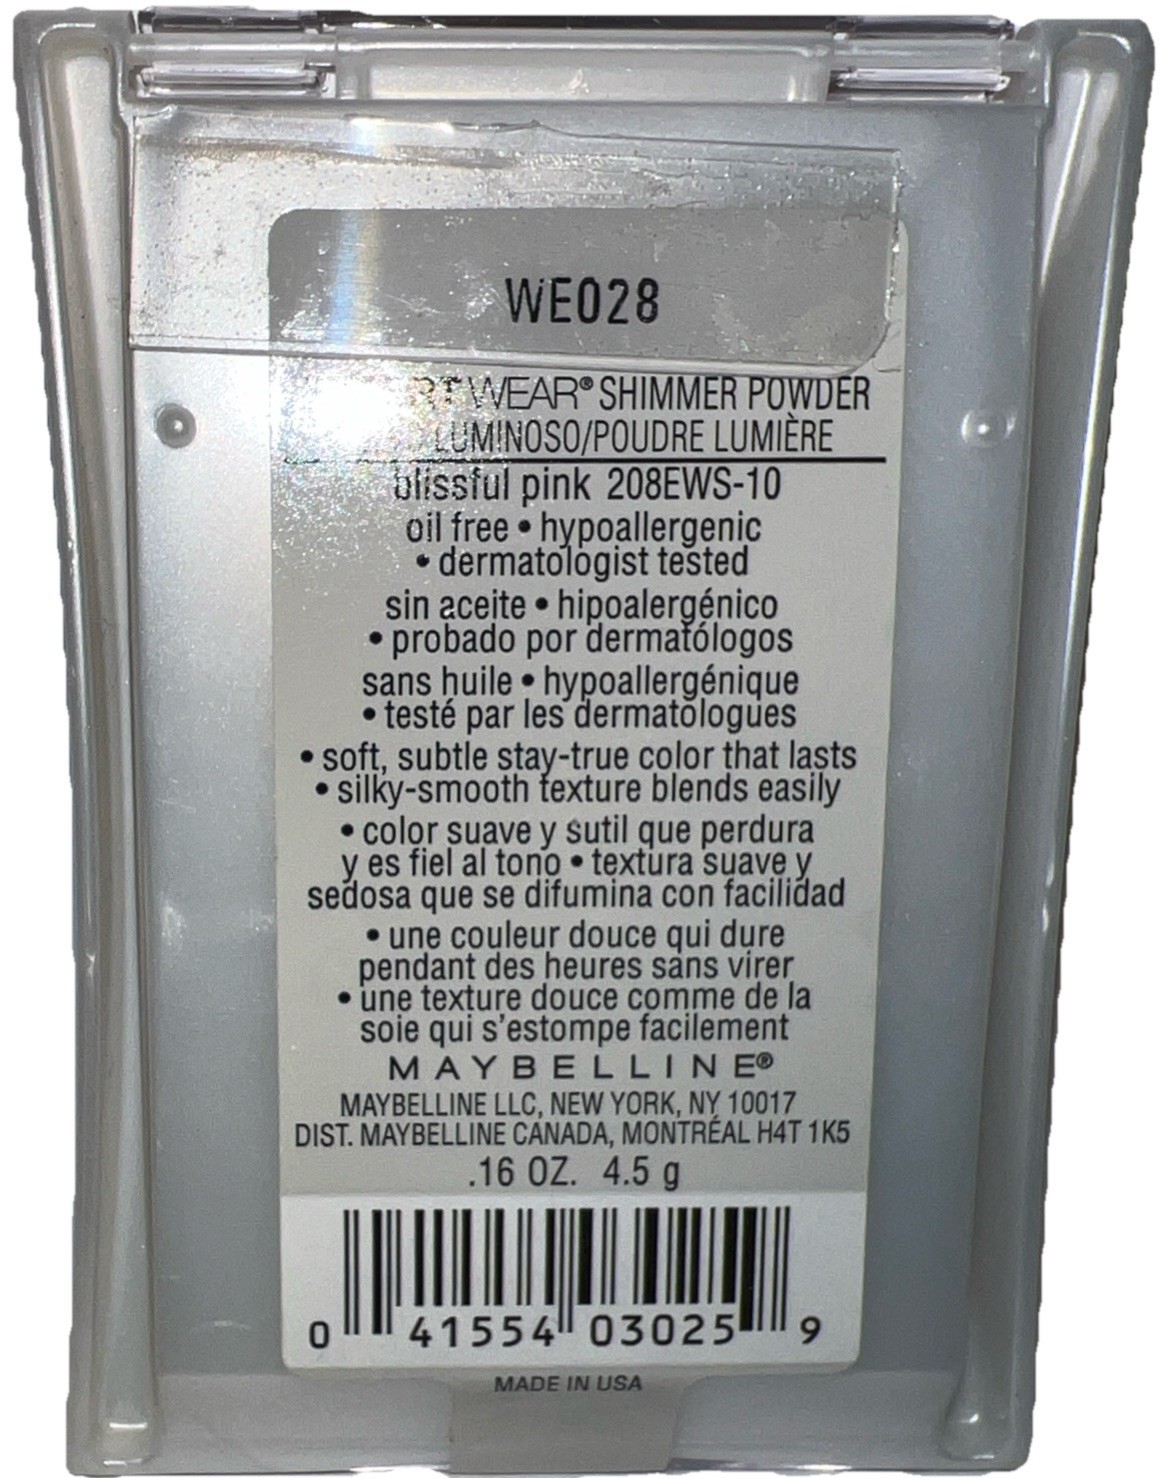 WE028
WEAR® SHIMMER POWDER
LUMINOSO/POUDRE LUMIÈRE
blissful pink 208EWS-10
oil free • hypoallergenic
• dermatologist tested
sin aceite • hipoalergénico
• probado por dermatólogos
sans huile • hypoallergénique
• testé par les dermatologues
• soft, subtle stay-true color that lasts
• silky-smooth texture blends easily
• color suave y sutil que perdura
y es fiel al tono • textura suave y
sedosa que se difumina con facilidad
• une couleur douce qui dure
pendant des heures sans virer
• une texture douce comme de la
soie qui s'estompe facilement
MAYBELLINE®
MAYBELLINE LLC, NEW YORK, NY 10017
DIST. MAYBELLINE CANADA, MONTRÉAL H4T 1K5
.16 OZ. 4.5 g
0 41554 03025 9
MADE IN USA